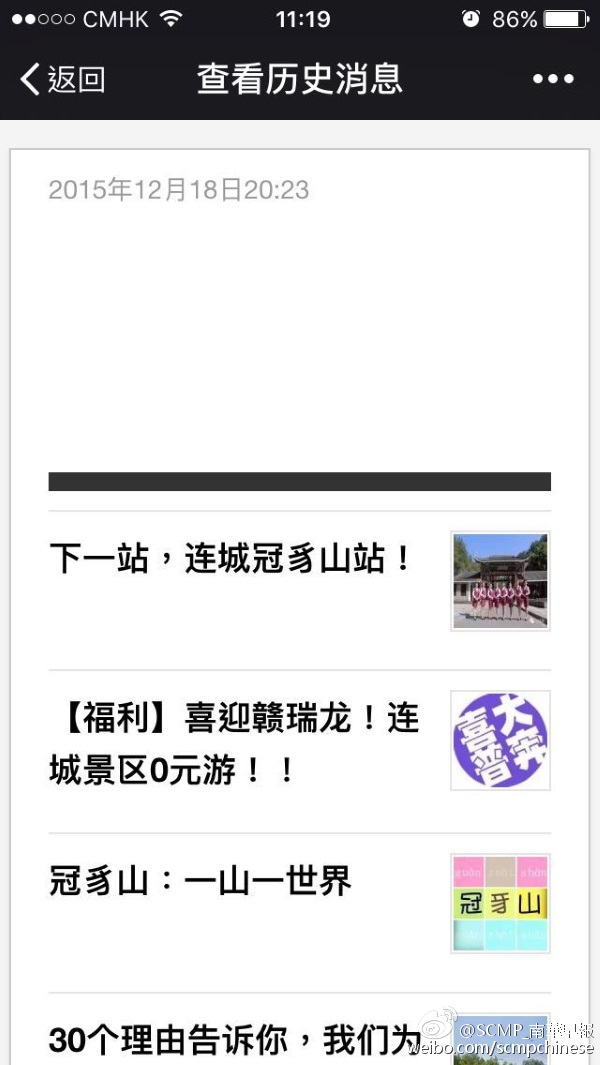 CMHK 11:19 86%
返回 查看历史消息
2015年12月18日20:23
下一站，连城冠豸山站！
【福利】喜迎赣瑞龙！连
城景区0元游！！
喜大
普奔
冠豸山：一山一世界
guān zhài shān
冠豸山
30个理由告诉你，我们为
@SCMP_南華早報
weibo.com/scmpchinese